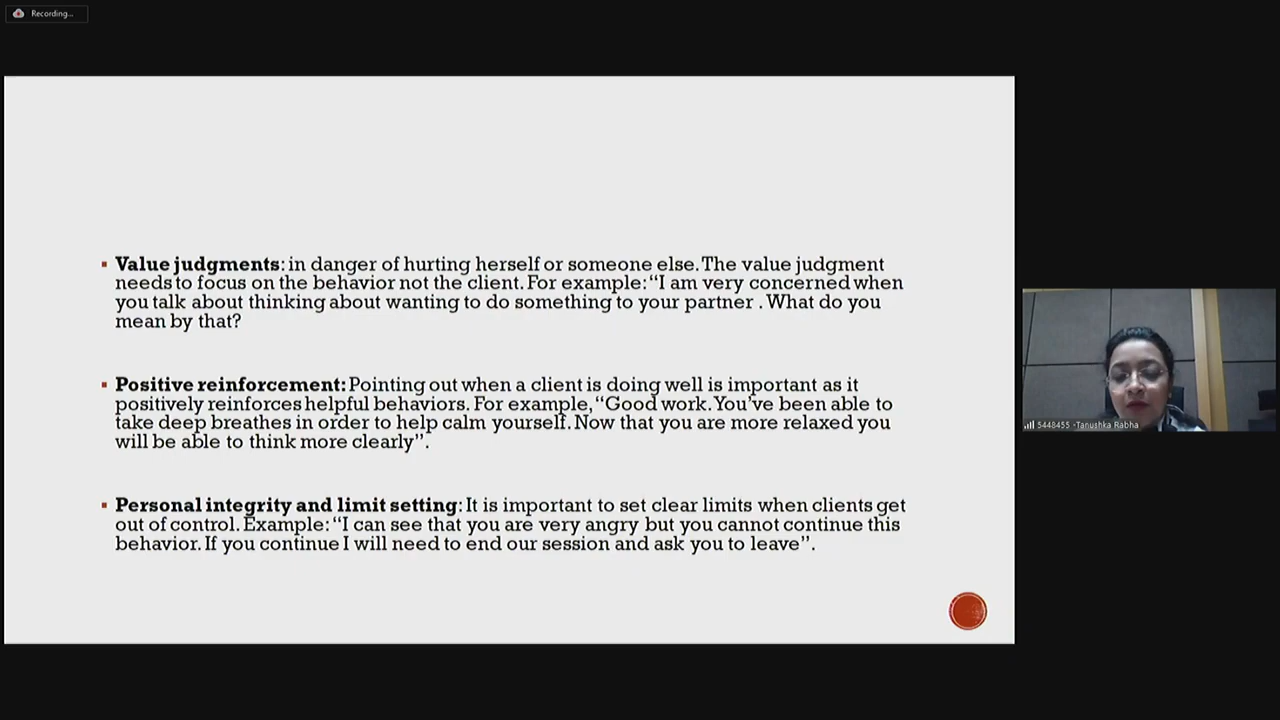 Recording...
Value judgments: in danger of hurting herself or someone else. The value judgment
needs to focus on the behavior not the client. For example: “I am very concerned when
you talk about thinking about wanting to do something to your partner . What do you
mean by that?
Positive reinforcement: Pointing out when a client is doing well is important as it
positively reinforces helpful behaviors. For example, “Good work. You’ve been able to
take deep breathes in order to help calm yourself. Now that you are more relaxed you
will be able to think more clearly”.
Personal integrity and limit setting: It is important to set clear limits when clients get
out of control. Example: “I can see that you are very angry but you cannot continue this
behavior. If you continue I will need to end our session and ask you to leave”.
5448455 -Tanushka Rabha